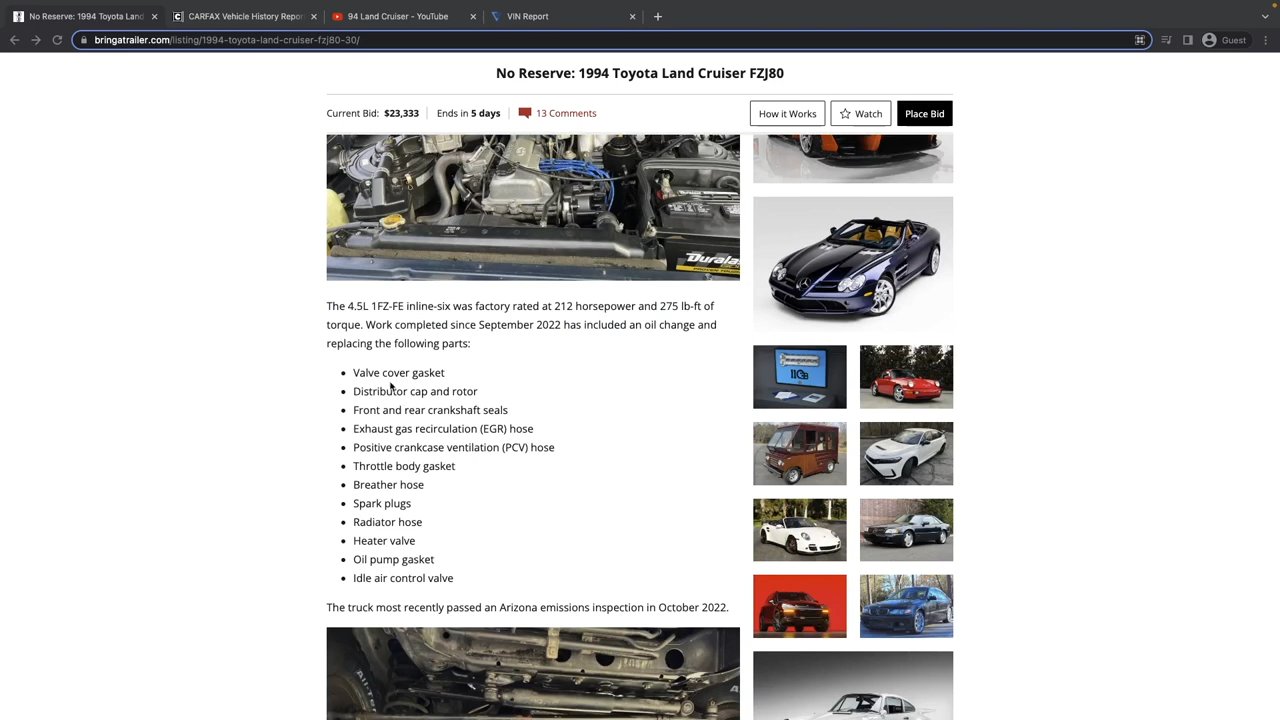 No Reserve: 1994 Toyota Land
CARFAX Vehicle History Repor
94 Land Cruiser - YouTube
VIN Report
bringatrailer.com/listing/1994-toyota-land-cruiser-fzj80-30/
Guest
No Reserve: 1994 Toyota Land Cruiser FZJ80
Current Bid: $23,333
Ends in 5 days
13 Comments
How it Works
Watch
Place Bid
Duralas
The 4.5L 1FZ-FE inline-six was factory rated at 212 horsepower and 275 lb-ft of
torque. Work completed since September 2022 has included an oil change and
replacing the following parts:
• Valve cover gasket
• Distributor cap and rotor
• Front and rear crankshaft seals
• Exhaust gas recirculation (EGR) hose
• Positive crankcase ventilation (PCV) hose
• Throttle body gasket
• Breather hose
• Spark plugs
• Radiator hose
• Heater valve
• Oil pump gasket
• Idle air control valve
The truck most recently passed an Arizona emissions inspection in October 2022.